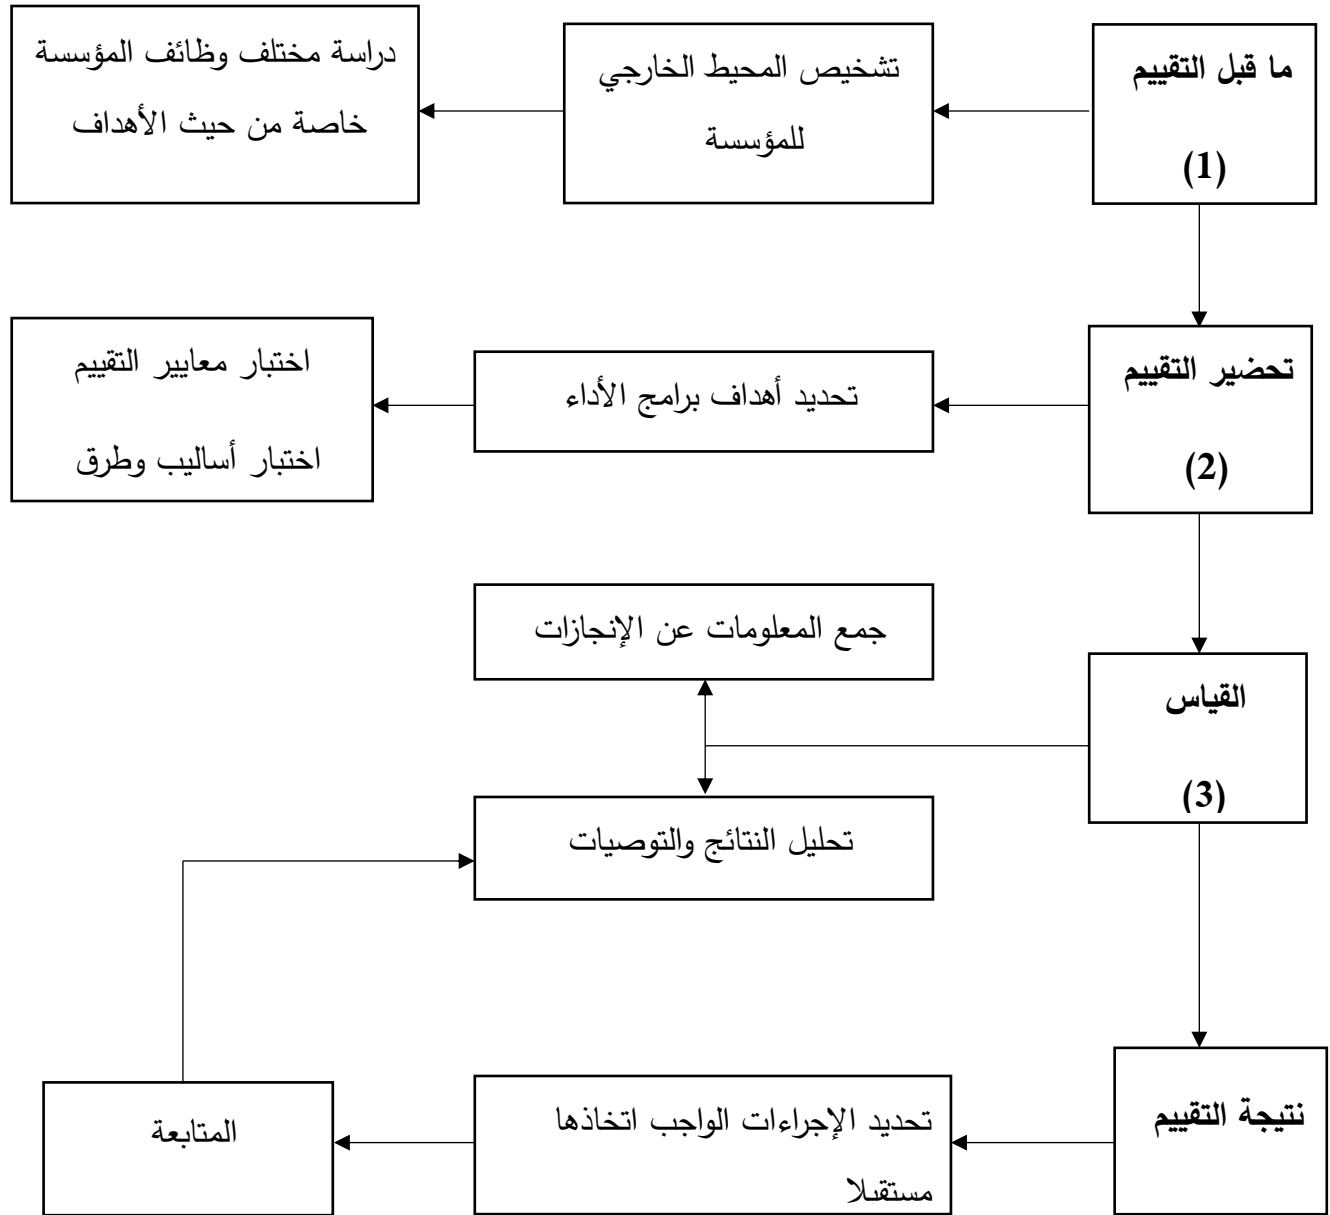 ما قبل التقييم
(1)
تشخيص المحيط الخارجي
للمؤسسة
دراسة مختلف وظائف المؤسسة
خاصة من حيث الأهداف
تحضير التقييم
(2)
تحديد أهداف برامج الأداء
اختبار معايير التقييم
اختبار أساليب وطرق
القياس
(3)
جمع المعلومات عن الإنجازات
تحليل النتائج والتوصيات
نتيجة التقييم
تحديد الإجراءات الواجب اتخاذها
مستقبلا
المتابعة